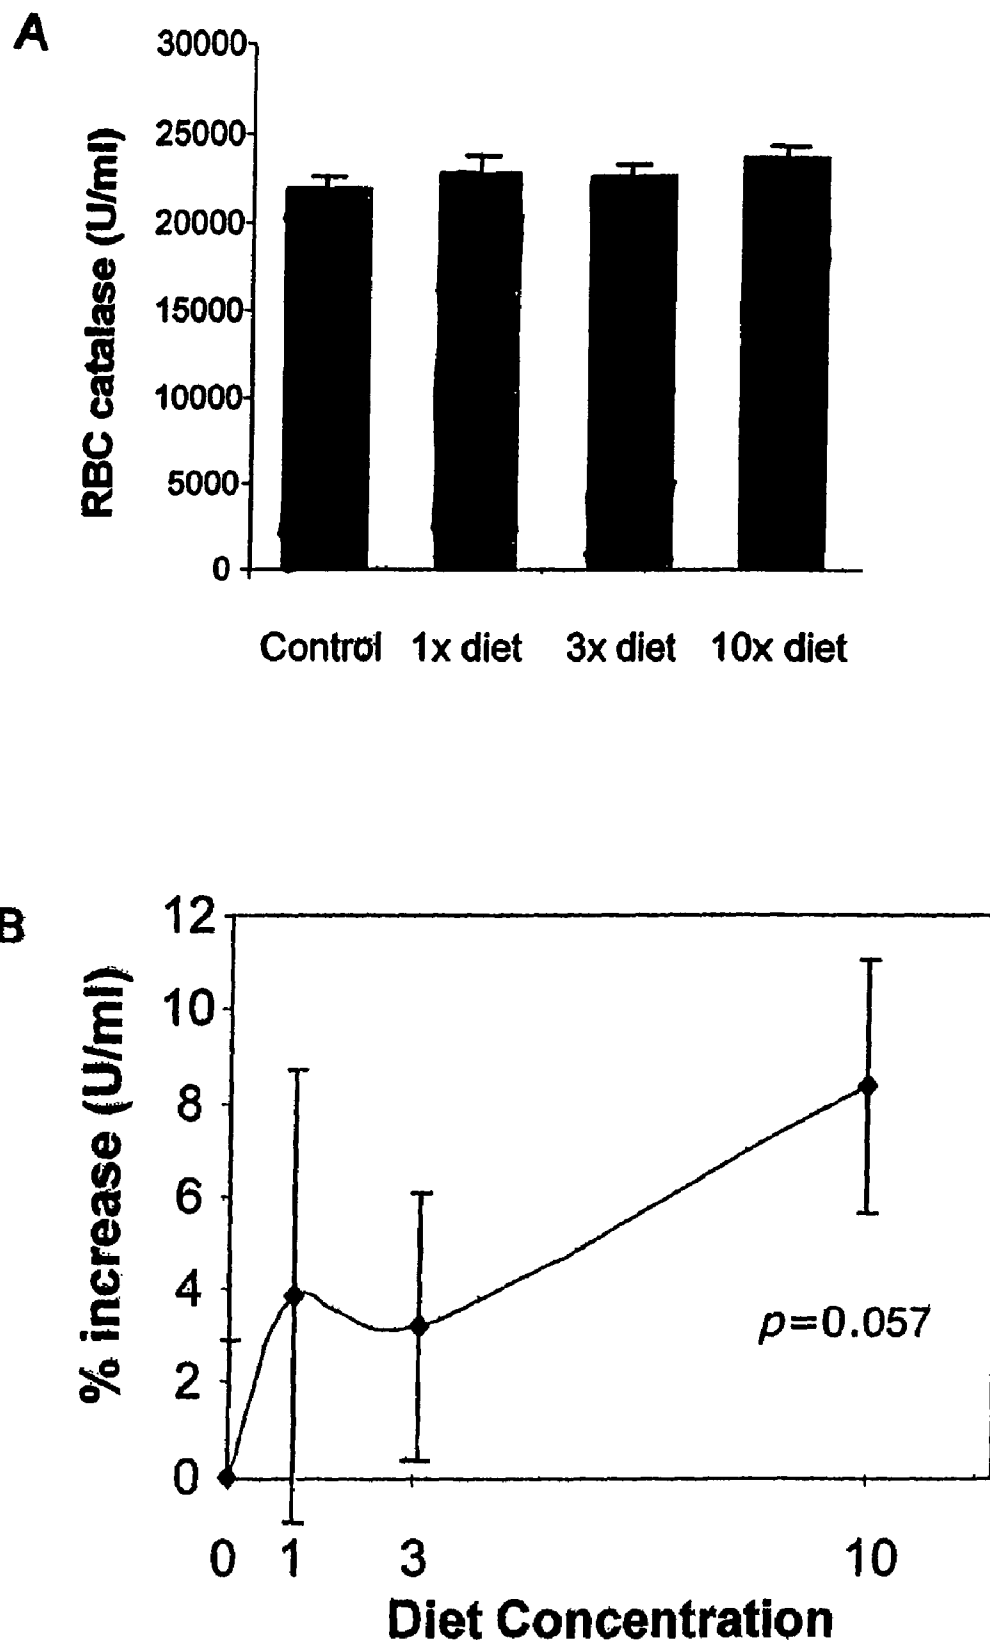 A
30000
25000
20000
15000
10000
5000
0
RBC catalase (U/ml)
Control 1x diet 3x diet 10x diet
B
12
10
8
6
4
2
0
% increase (U/ml)
p=0.057
0 1 3 10
Diet Concentration